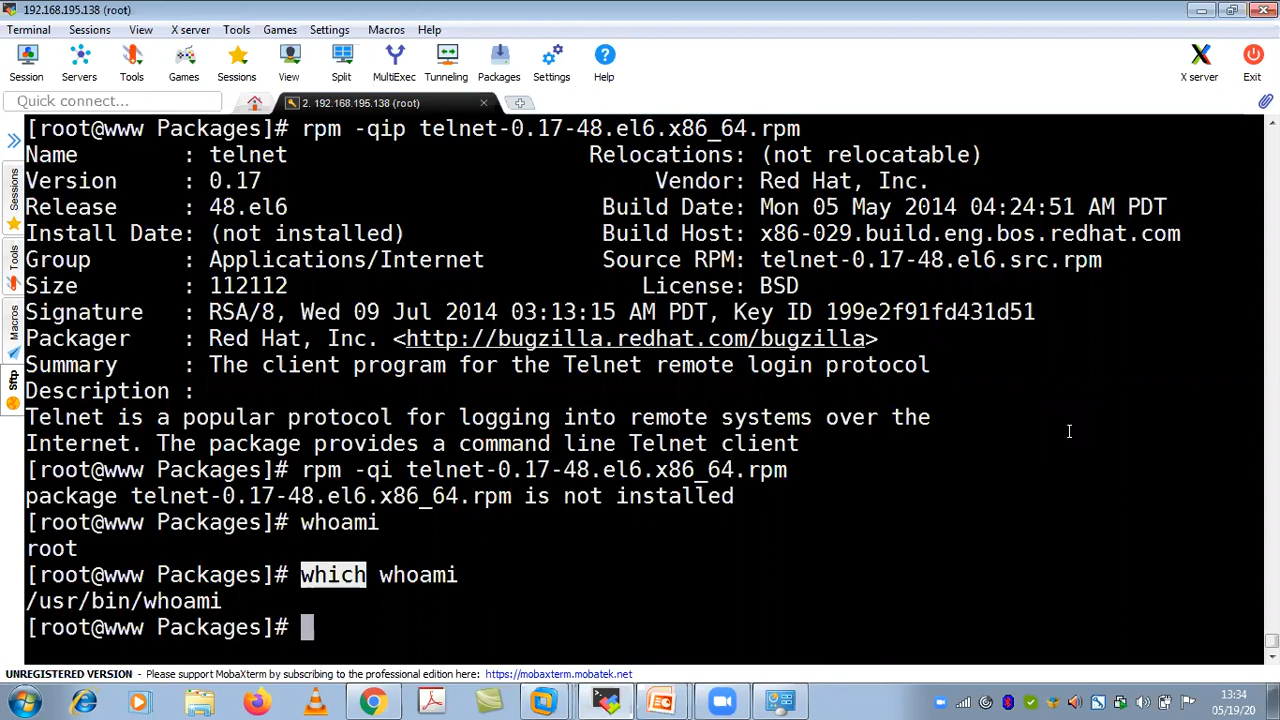 192.168.195.138 (root)
Terminal Sessions View X server Tools Games Settings Macros Help
Session Servers Tools Games Sessions View Split MultiExec Tunneling Packages Settings Help X server Exit
Quick connect...
2. 192.168.195.138 (root)
Sessions
Tools
Macros
Sftp
[root@www Packages]# rpm -qip telnet-0.17-48.el6.x86_64.rpm
Name        : telnet                       Relocations: (not relocatable)
Version     : 0.17                              Vendor: Red Hat, Inc.
Release     : 48.el6                        Build Date: Mon 05 May 2014 04:24:51 AM PDT
Install Date: (not installed)               Build Host: x86-029.build.eng.bos.redhat.com
Group       : Applications/Internet         Source RPM: telnet-0.17-48.el6.src.rpm
Size        : 112112                           License: BSD
Signature   : RSA/8, Wed 09 Jul 2014 03:13:15 AM PDT, Key ID 199e2f91fd431d51
Packager    : Red Hat, Inc. <http://bugzilla.redhat.com/bugzilla>
Summary     : The client program for the Telnet remote login protocol
Description :
Telnet is a popular protocol for logging into remote systems over the
Internet. The package provides a command line Telnet client
[root@www Packages]# rpm -qi telnet-0.17-48.el6.x86_64.rpm
package telnet-0.17-48.el6.x86_64.rpm is not installed
[root@www Packages]# whoami
root
[root@www Packages]# which whoami
/usr/bin/whoami
[root@www Packages]#
UNREGISTERED VERSION - Please support MobaXterm by subscribing to the professional edition here: https://mobaxterm.mobatek.net
13:34
05/19/20